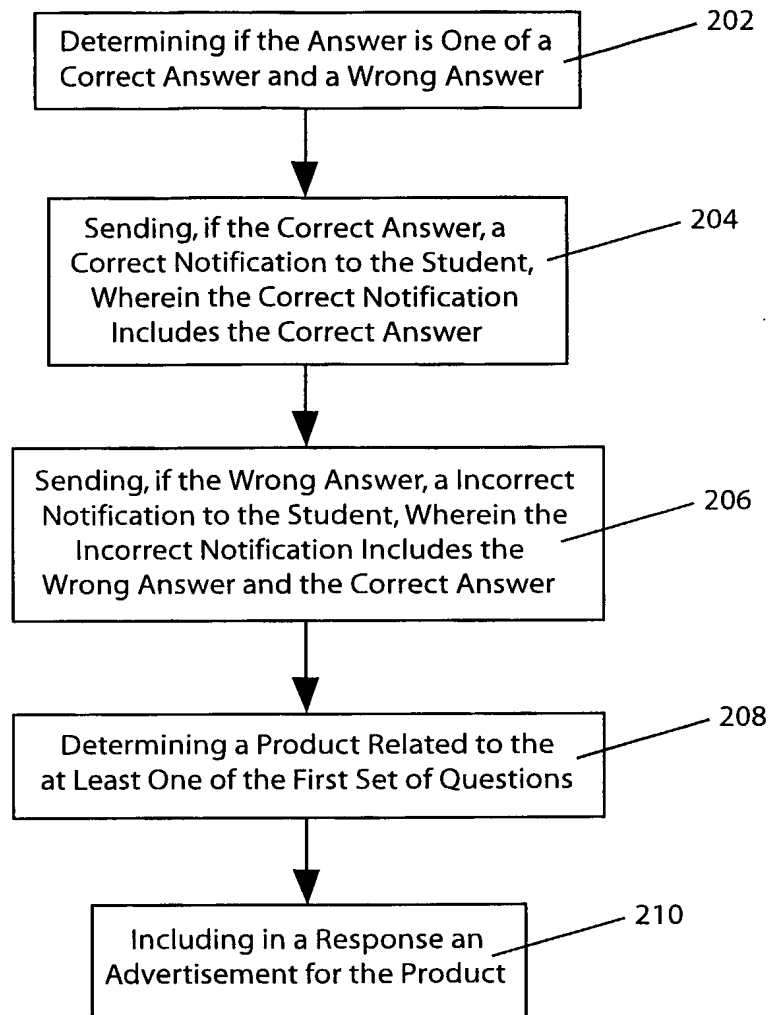 Determining if the Answer is One of a
Correct Answer and a Wrong Answer
202
Sending, if the Correct Answer, a
Correct Notification to the Student,
Wherein the Correct Notification
Includes the Correct Answer
204
Sending, if the Wrong Answer, a Incorrect
Notification to the Student, Wherein the
Incorrect Notification Includes the
Wrong Answer and the Correct Answer
206
Determining a Product Related to the
at Least One of the First Set of Questions
208
Including in a Response an
Advertisement for the Product
210